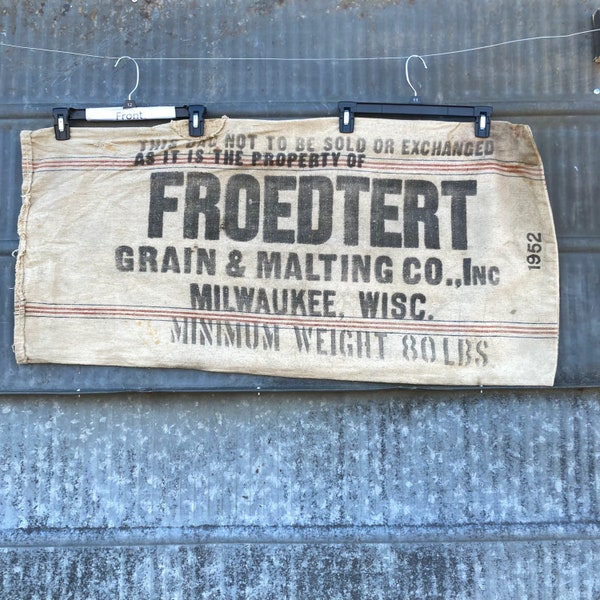 Front
THIS BAG NOT TO BE SOLD OR EXCHANGED
AS IT IS THE PROPERTY OF
FROEDTERT
GRAIN & MALTING CO., INC
MILWAUKEE, WISC.
MINIMUM WEIGHT 80 LBS
1952